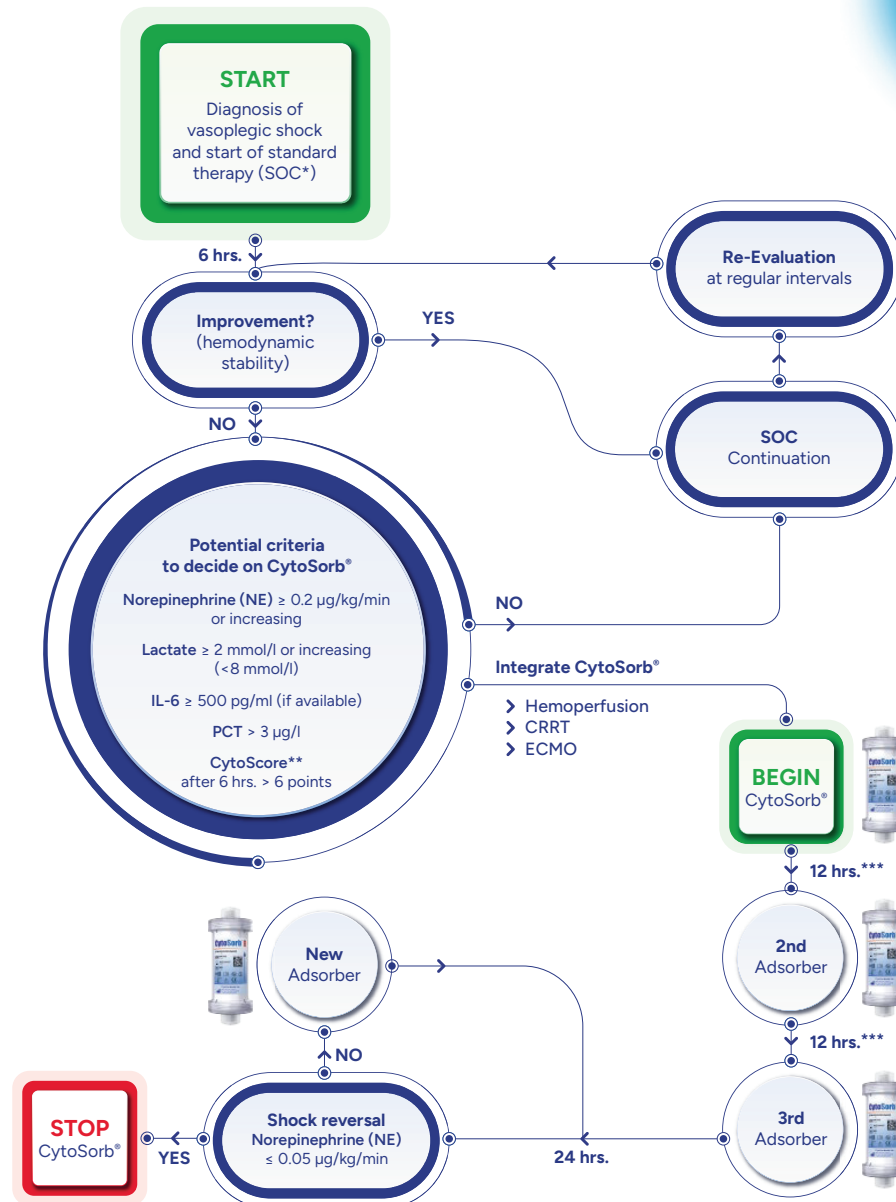 START
Diagnosis of
vasoplegic shock
and start of standard
therapy (SOC*)
6 hrs.
Re-Evaluation
at regular intervals
Improvement?
(hemodynamic
stability)
YES
NO
SOC
Continuation
Potential criteria
to decide on CytoSorb®
Norepinephrine (NE) ≥ 0.2 µg/kg/min
or increasing
Lactate ≥ 2 mmol/l or increasing
(<8 mmol/l)
IL-6 ≥ 500 pg/ml (if available)
PCT > 3 µg/l
CytoScore**
after 6 hrs. > 6 points
NO
Integrate CytoSorb®
Hemoperfusion
CRRT
ECMO
BEGIN
CytoSorb®
CytoSorb
12 hrs.***
2nd
Adsorber
CytoSorb
12 hrs.***
3rd
Adsorber
CytoSorb
24 hrs.
New
Adsorber
CytoSorb
NO
Shock reversal
Norepinephrine (NE)
≤ 0.05 µg/kg/min
YES
STOP
CytoSorb®